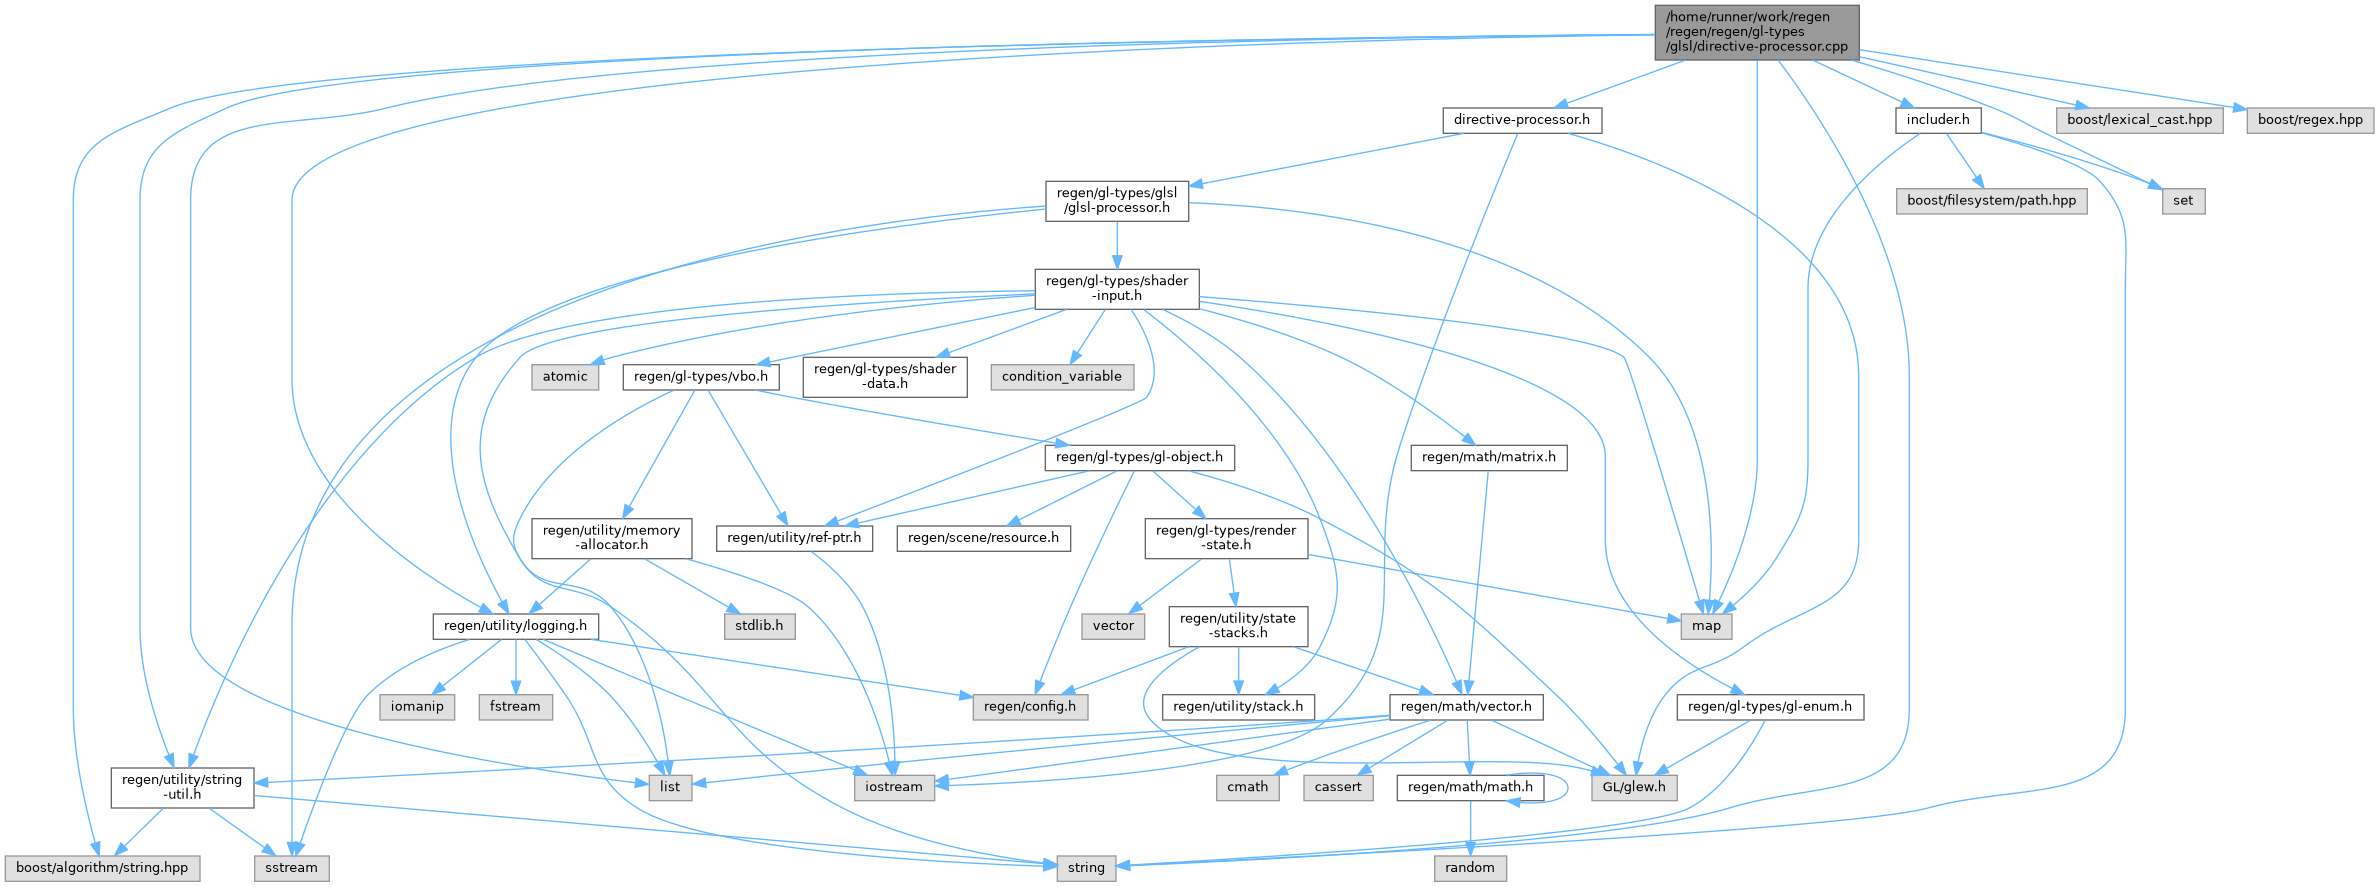 /home/runner/work/regen
/regen/regen/gl-types
/glsl/directive-processor.cpp
directive-processor.h
includer.h
boost/lexical_cast.hpp
boost/regex.hpp
regen/gl-types/glsl
/glsl-processor.h
boost/filesystem/path.hpp
set
regen/gl-types/shader
-input.h
atomic
regen/gl-types/vbo.h
regen/gl-types/shader
-data.h
condition_variable
regen/gl-types/gl-object.h
regen/math/matrix.h
regen/utility/memory
-allocator.h
regen/utility/ref-ptr.h
regen/scene/resource.h
regen/gl-types/render
-state.h
regen/utility/logging.h
stdlib.h
vector
regen/utility/state
-stacks.h
map
iomanip
fstream
regen/config.h
regen/utility/stack.h
regen/math/vector.h
regen/gl-types/gl-enum.h
regen/utility/string
-util.h
list
iostream
cmath
cassert
regen/math/math.h
GL/glew.h
boost/algorithm/string.hpp
sstream
string
random